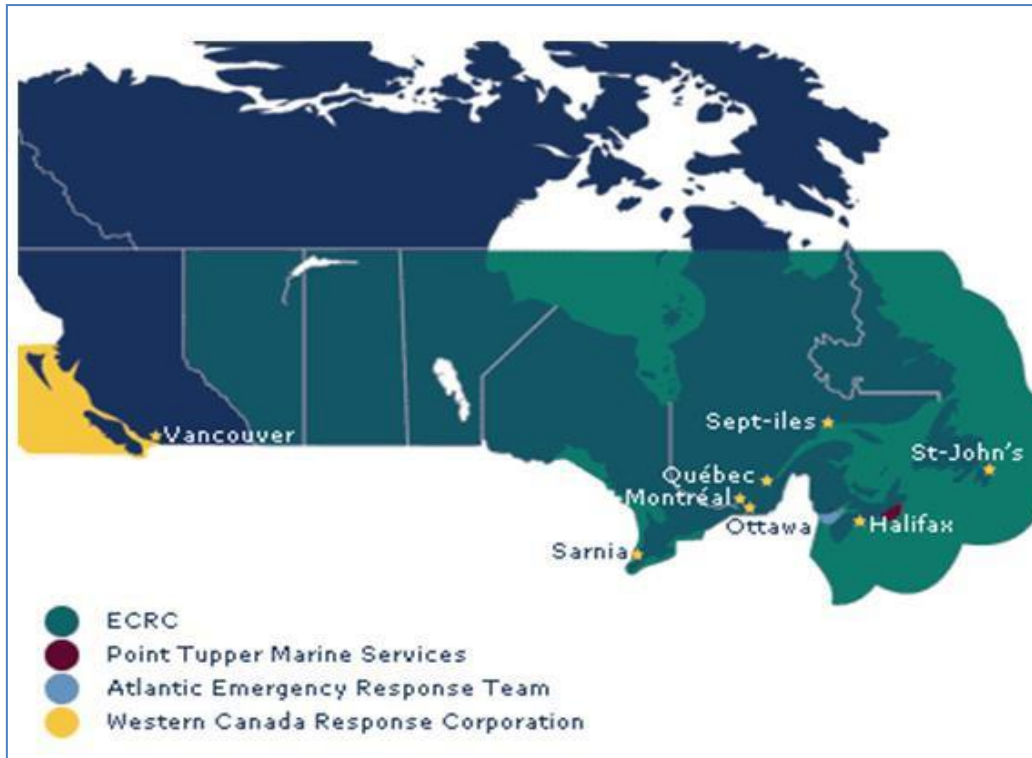 Vancouver
Sept-iles
St-John's
Québec
Montréal
Ottawa
Halifax
Sarnia
ECRC
Point Tupper Marine Services
Atlantic Emergency Response Team
Western Canada Response Corporation